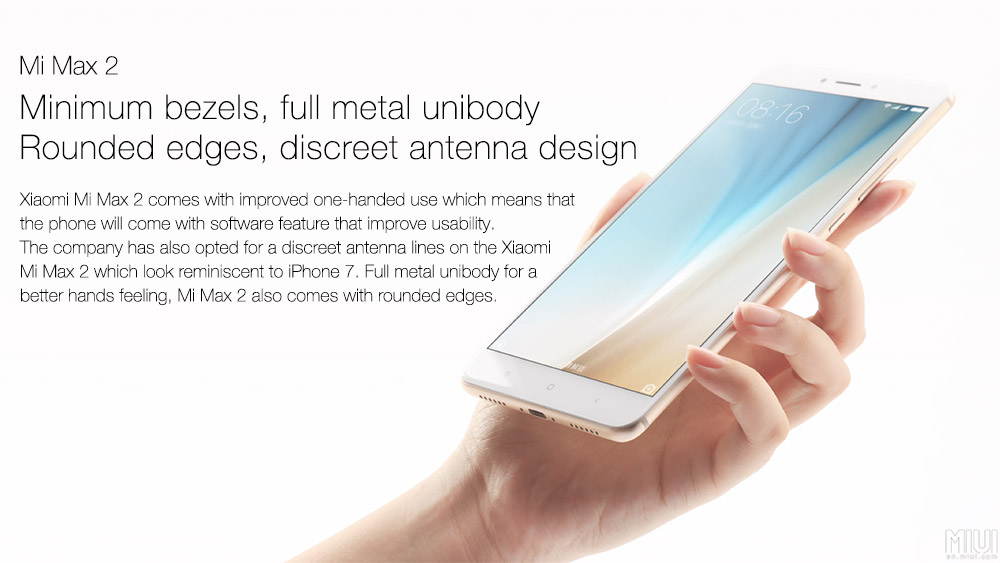 Mi Max 2
Minimum bezels, full metal unibody
Rounded edges, discreet antenna design
Xiaomi Mi Max 2 comes with improved one-handed use which means that
the phone will come with software feature that improve usability.
The company has also opted for a discreet antenna lines on the Xiaomi
Mi Max 2 which look reminiscent to iPhone 7. Full metal unibody for a
better hands feeling, Mi Max 2 also comes with rounded edges.
08:16
MIUI
en.miui.com